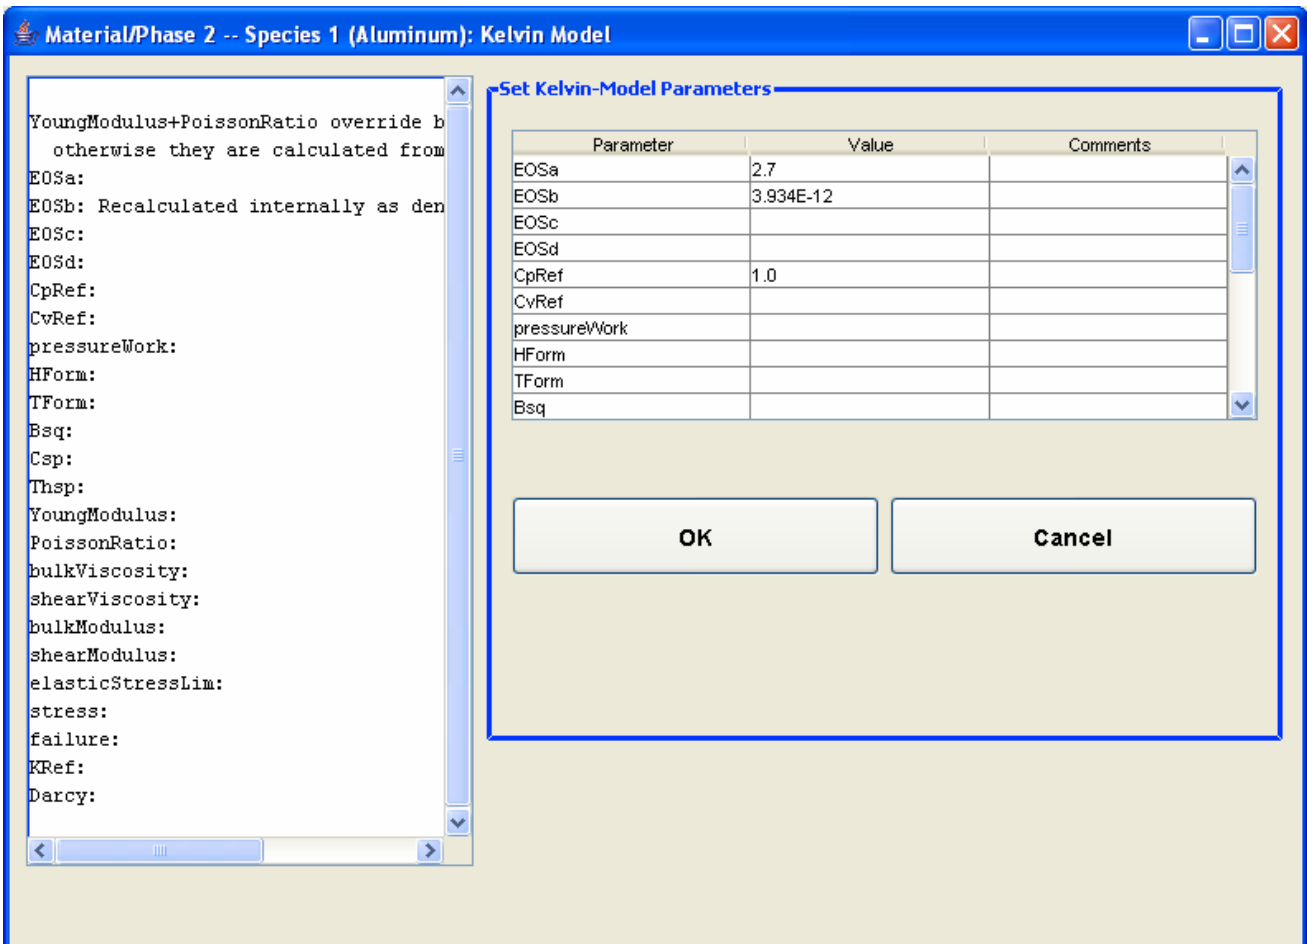 Material/Phase 2 -- Species 1 (Aluminum): Kelvin Model
YoungModulus+PoissonRatio override b
otherwise they are calculated from
EOSa:
EOSb: Recalculated internally as den
EOSc:
EOSd:
CpRef:
CvRef:
pressureWork:
HForm:
TForm:
Bsq:
Csp:
Thsp:
YoungModulus:
PoissonRatio:
bulkViscosity:
shearViscosity:
bulkModulus:
shearModulus:
elasticStressLim:
stress:
failure:
KRef:
Darcy:
Set Kelvin-Model Parameters
Parameter Value Comments
EOSa 2.7
EOSb 3.934E-12
EOSc
EOSd
CpRef 1.0
CvRef
pressureWork
HForm
TForm
Bsq
OK Cancel